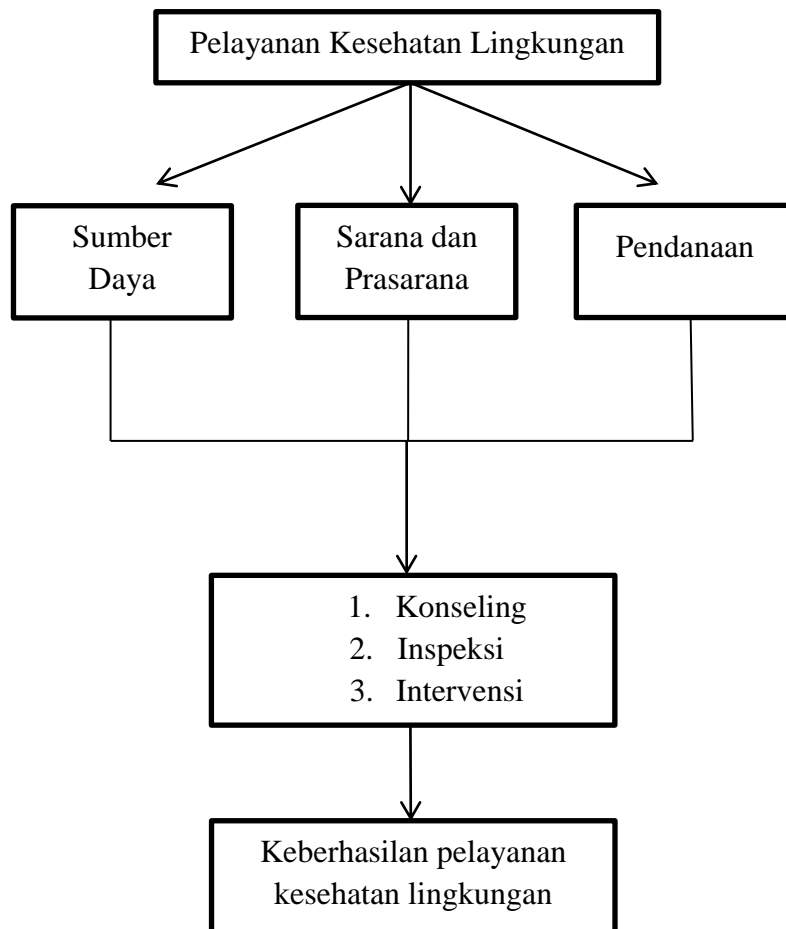 Pelayanan Kesehatan Lingkungan
Sumber
Daya
Sarana dan
Prasarana
Pendanaan
1. Konseling
2. Inspeksi
3. Intervensi
Keberhasilan pelayanan
kesehatan lingkungan